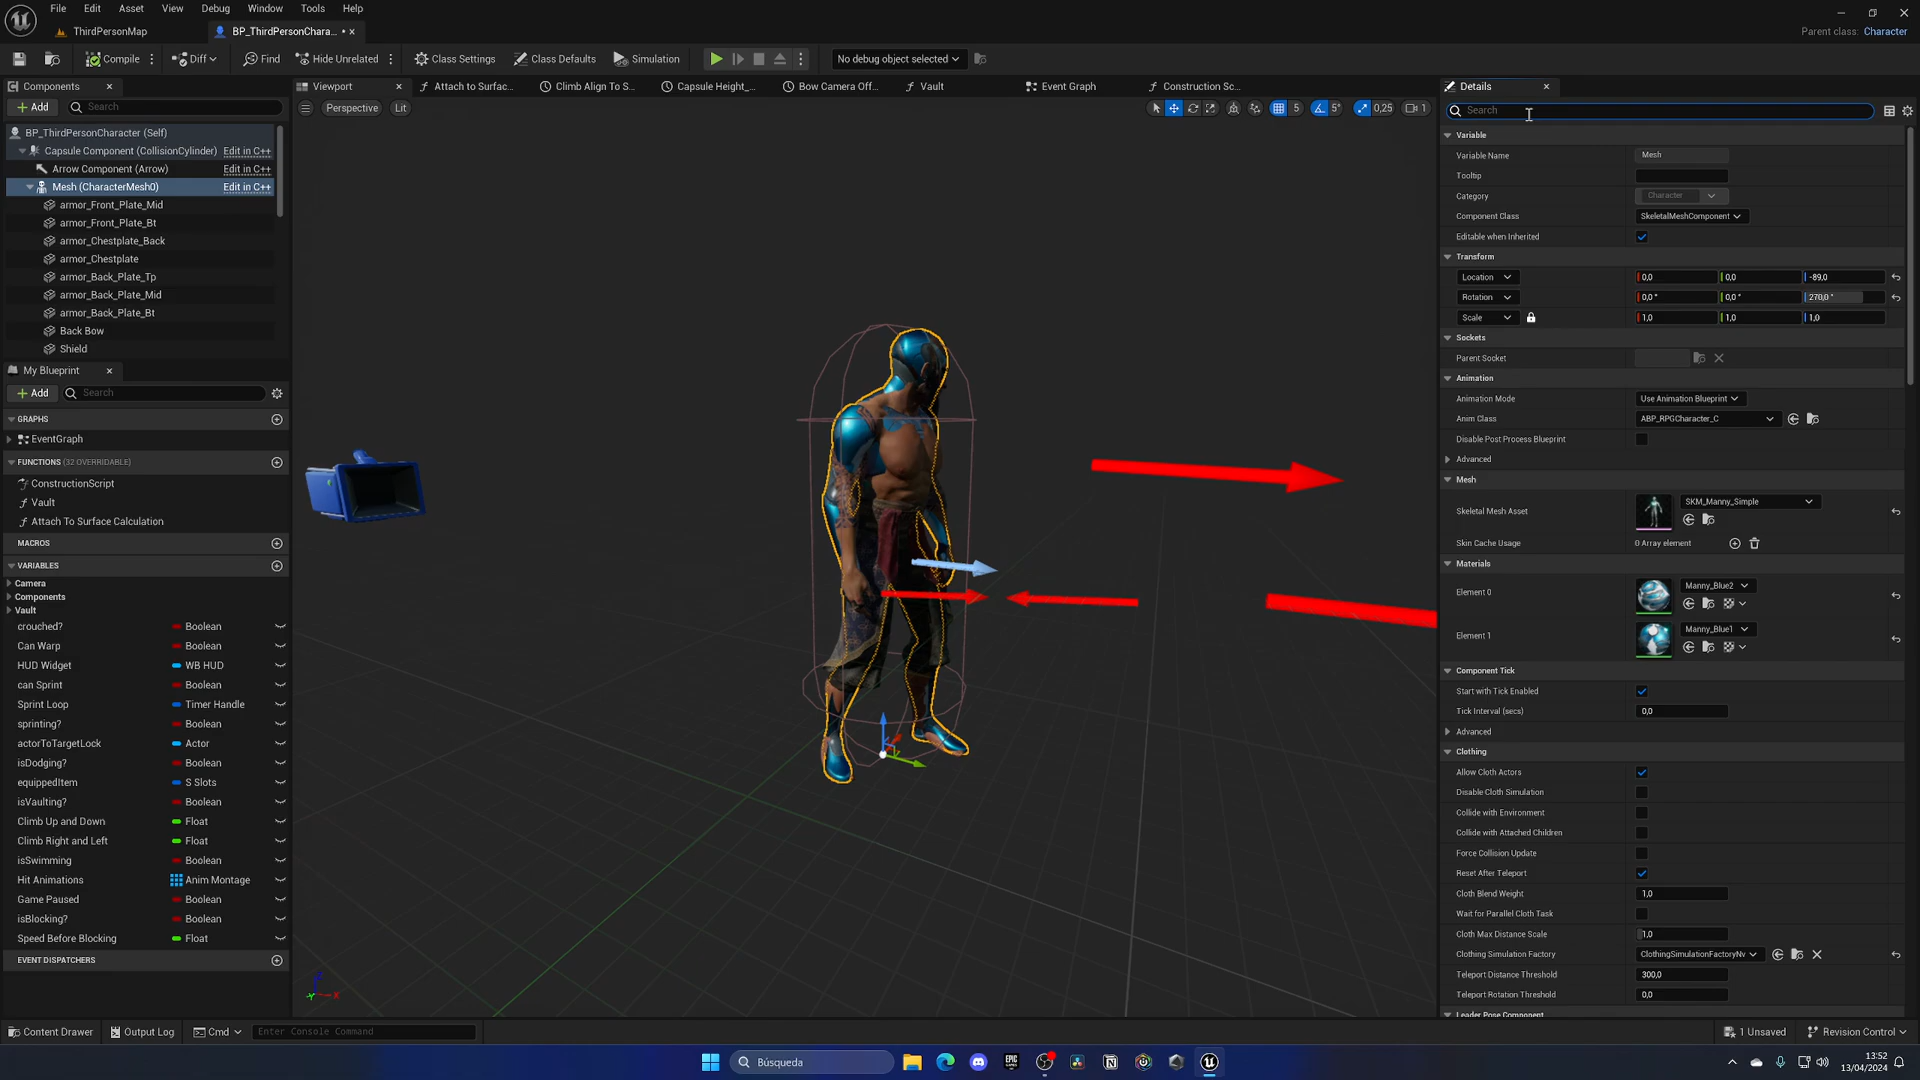 File Edit Asset View Debug Window Tools Help
ThirdPersonMap BP_ThirdPersonChara... •
Parent class: Character
Compile Diff Find Hide Unrelated Class Settings Class Defaults Simulation No debug object selected
Components
Add Search
BP_ThirdPersonCharacter (Self)
Capsule Component (CollisionCylinder) Edit in C++
Arrow Component (Arrow) Edit in C++
Mesh (CharacterMesh0) Edit in C++
armor_Front_Plate_Mid
armor_Front_Plate_Bt
armor_Chestplate_Back
armor_Chestplate
armor_Back_Plate_Tp
armor_Back_Plate_Mid
armor_Back_Plate_Bt
Back Bow
Shield
My Blueprint
Add Search
GRAPHS
EventGraph
FUNCTIONS (32 OVERRIDABLE)
ConstructionScript
Vault
Attach To Surface Calculation
MACROS
VARIABLES
Camera
Components
Vault
crouched? Boolean
Can Warp Boolean
HUD Widget WB HUD
can Sprint Boolean
Sprint Loop Timer Handle
sprinting? Boolean
actorToTargetLock Actor
isDodging? Boolean
equippedItem S Slots
isVaulting? Boolean
Climb Up and Down Float
Climb Right and Left Float
isSwimming Boolean
Hit Animations Anim Montage
Game Paused Boolean
isBlocking? Boolean
Speed Before Blocking Float
EVENT DISPATCHERS
Viewport Attach to Surfac... Climb Align To S... Capsule Height_... Bow Camera Off... Vault Event Graph Construction Sc...
Perspective Lit 5 5° 0,25 1
Details
Search
Variable
Variable Name Mesh
Tooltip
Category Character
Component Class SkeletalMeshComponent
Editable when Inherited
Transform
Location 0,0 0,0 -89,0
Rotation 0,0 ° 0,0 ° 270,0 °
Scale 1,0 1,0 1,0
Sockets
Parent Socket
Animation
Animation Mode Use Animation Blueprint
Anim Class ABP_RPGCharacter_C
Disable Post Process Blueprint
Advanced
Mesh
Skeletal Mesh Asset SKM_Manny_Simple
Skin Cache Usage 0 Array element
Materials
Element 0 Manny_Blue2
Element 1 Manny_Blue1
Component Tick
Start with Tick Enabled
Tick Interval (secs) 0,0
Advanced
Clothing
Allow Cloth Actors
Disable Cloth Simulation
Collide with Environment
Collide with Attached Children
Force Collision Update
Reset After Teleport
Cloth Blend Weight 1,0
Wait for Parallel Cloth Task
Cloth Max Distance Scale 1,0
Clothing Simulation Factory ClothingSimulationFactoryNv
Teleport Distance Threshold 300,0
Teleport Rotation Threshold 0,0
Leader Pose Component
Content Drawer Output Log Cmd Enter Console Command 1 Unsaved Revision Control
Búsqueda
13:52
13/04/2024